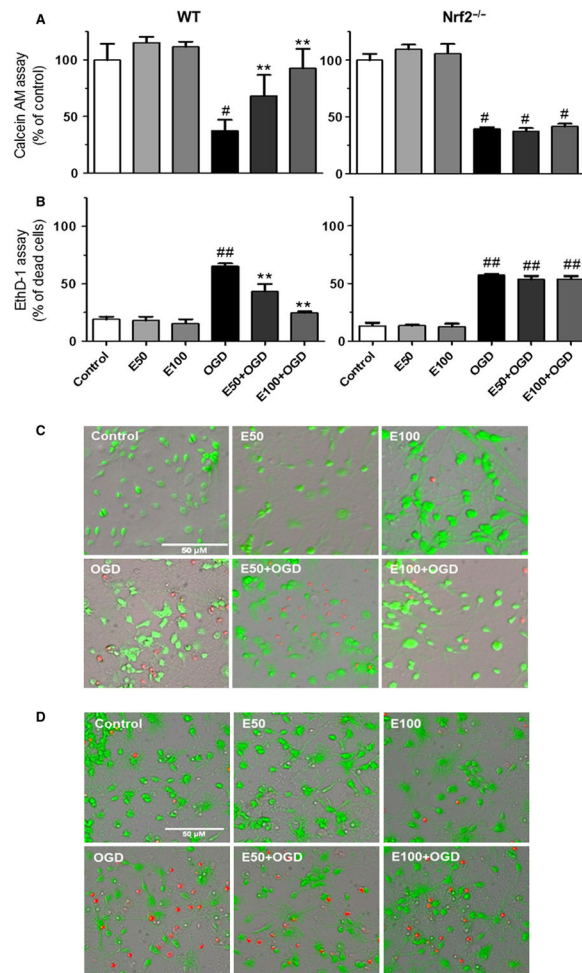 A
WT
Nrf2⁻/⁻
Calcein AM assay
(% of control)
100
50
0
#
**
**
100
50
0
#
#
#
B
EthD-1 assay
(% of dead cells)
100
50
0
##
**
**
100
50
0
##
##
##
Control
E50
E100
OGD
E50+OGD
E100+OGD
Control
E50
E100
OGD
E50+OGD
E100+OGD
C
Control
E50
E100
50 µM
OGD
E50+OGD
E100+OGD
D
Control
E50
E100
50 µM
OGD
E50+OGD
E100+OGD